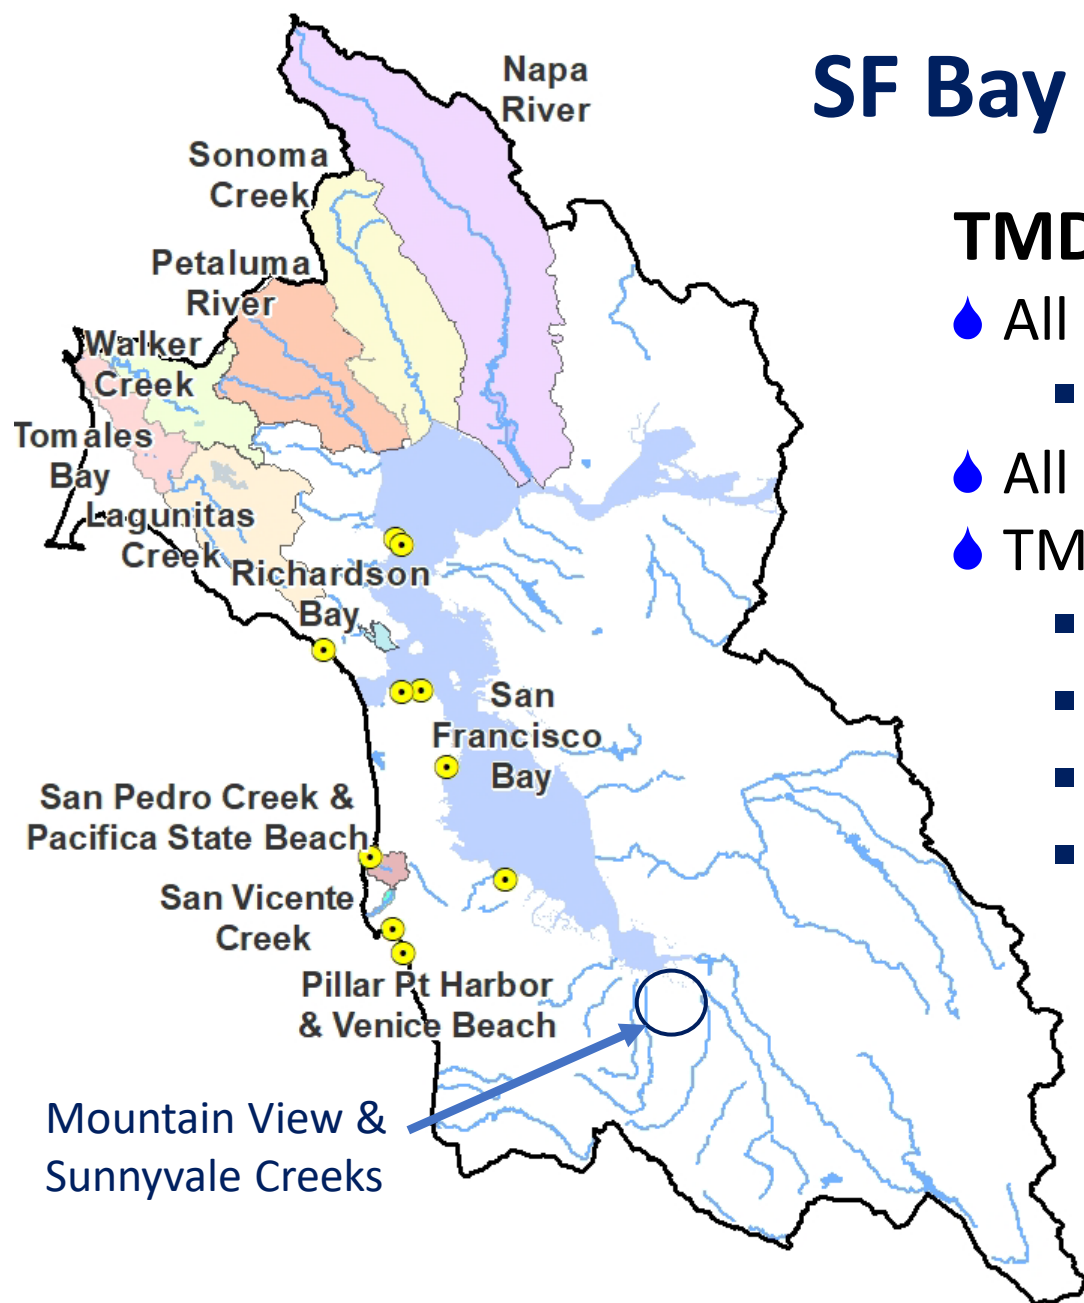 SF Bay
Napa
River
Sonoma
Creek
Petaluma
River
Walker
Creek
Tomales
Bay
Lagunitas
Creek
Richardson
Bay
San
Francisco
Bay
San Pedro Creek &
Pacifica State Beach
San Vicente
Creek
Pillar Pt Harbor
& Venice Beach
Mountain View &
Sunnyvale Creeks
All
All